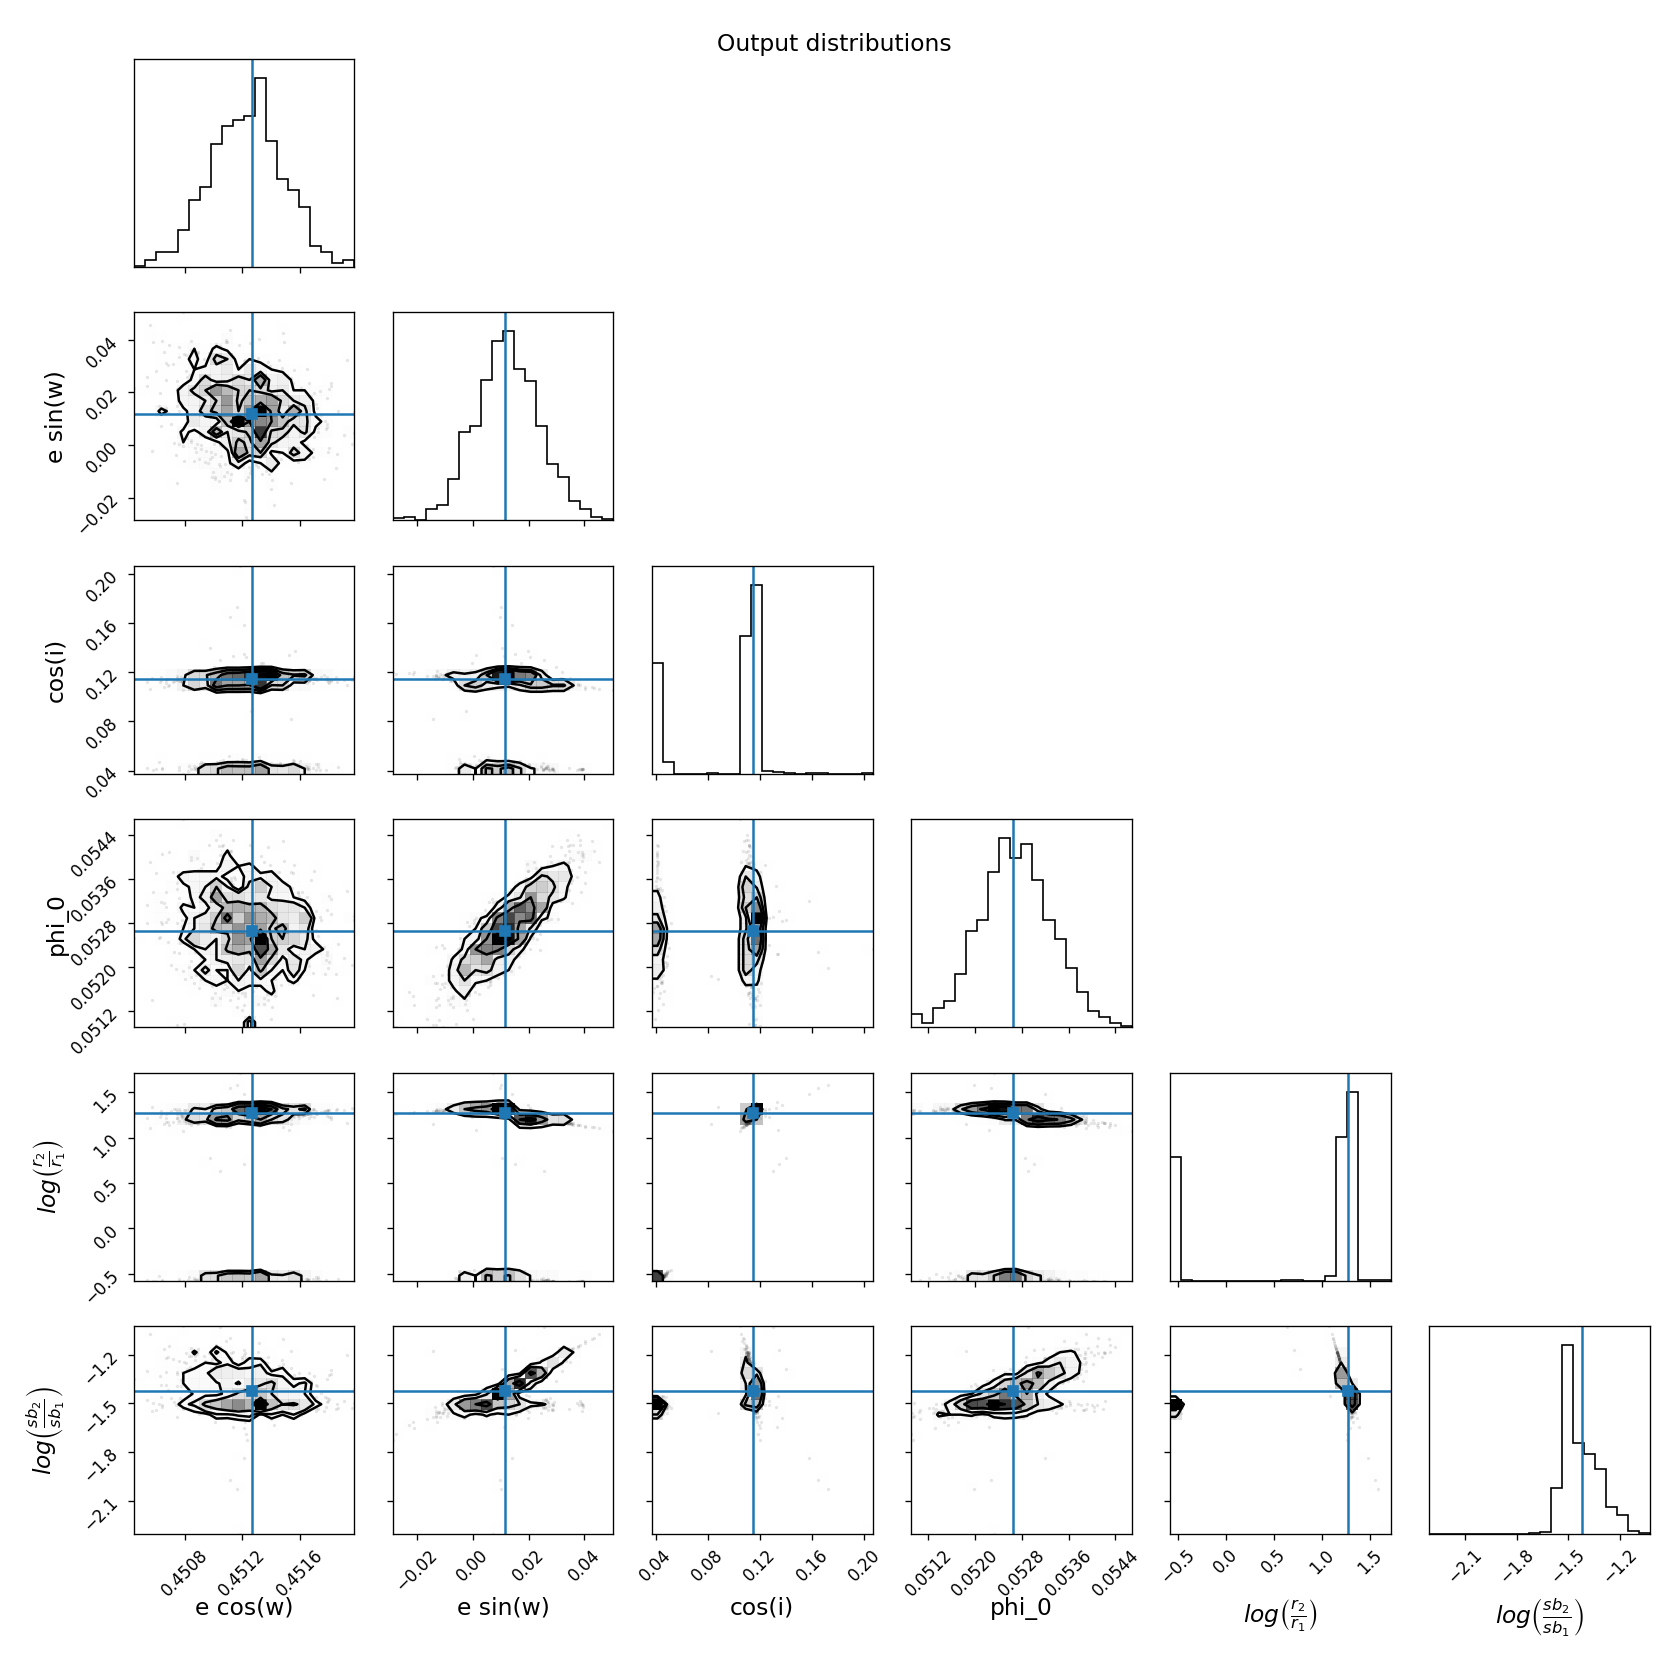 Output distributions
e sin(w)
0.04
0.02
0.00
−0.02
cos(i)
0.20
0.16
0.12
0.08
0.04
phi_0
0.0544
0.0536
0.0528
0.0520
0.0512
log(r₂/r₁)
1.5
1.0
0.5
0.0
−0.5
log(sb₂/sb₁)
−1.2
−1.5
−1.8
−2.1
0.4508 0.4512 0.4516 −0.02 0.00 0.02 0.04 0.04 0.08 0.12 0.16 0.20 0.0512 0.0520 0.0528 0.0536 0.0544 −0.5 0.0 0.5 1.0 1.5 −2.1 −1.8 −1.5 −1.2
e cos(w) e sin(w) cos(i) phi_0 log(r₂/r₁) log(sb₂/sb₁)